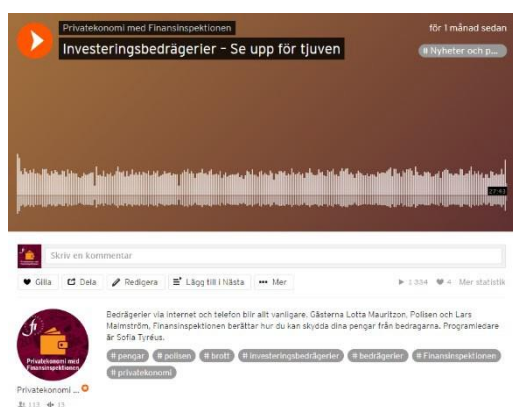 Privatekonomi med Finansinspektionen
för 1 månad sedan
Investeringsbedrägerier – Se upp för tjuven
# Nyheter och p...
27:43
Skriv en kommentar
Gilla Dela Redigera Lägg till i Nästa ••• Mer
1 334 4 Mer statistik
Bedrägerier via internet och telefon blir allt vanligare. Gästerna Lotta Mauritzon, Polisen och Lars
Malmström, Finansinspektionen berättar hur du kan skydda dina pengar från bedragarna. Programledare
är Sofia Tyréus.
# pengar # polisen # brott # investeringsbedrägerier # bedrägerier # Finansinspektionen
# privatekonomi
fi
Privatekonomi med
Finansinspektionen
Privatekonomi ...
113 13